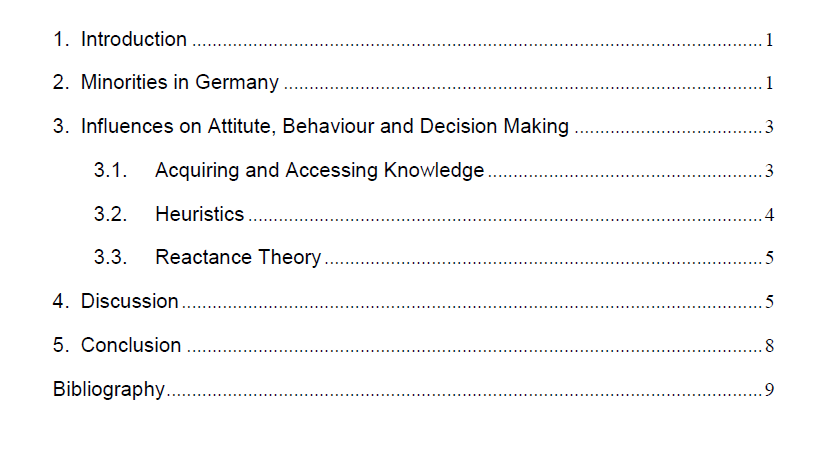 1. Introduction ........ 1
2. Minorities in Germany ........ 1
3. Influences on Attitute, Behaviour and Decision Making ........ 3
3.1. Acquiring and Accessing Knowledge ........ 3
3.2. Heuristics ........ 4
3.3. Reactance Theory ........ 5
4. Discussion ........ 5
5. Conclusion ........ 8
Bibliography ........ 9